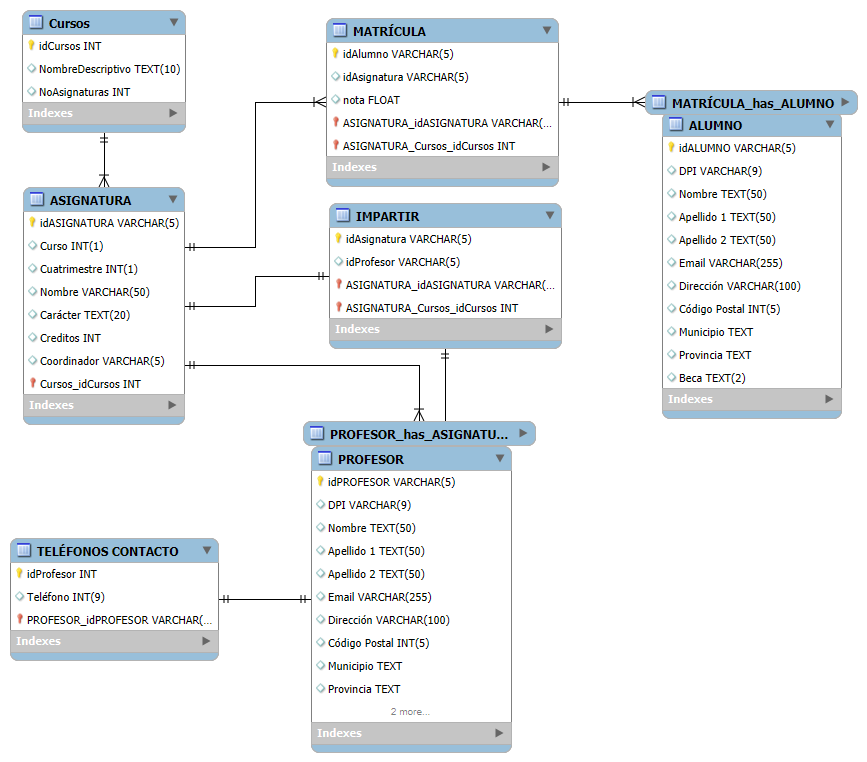 Cursos
idCursos INT
NombreDescriptivo TEXT(10)
NoAsignaturas INT
Indexes
MATRÍCULA
idAlumno VARCHAR(5)
idAsignatura VARCHAR(5)
nota FLOAT
ASIGNATURA_idASIGNATURA VARCHAR(...
ASIGNATURA_Cursos_idCursos INT
Indexes
MATRÍCULA_has_ALUMNO
ALUMNO
idALUMNO VARCHAR(5)
DPI VARCHAR(9)
Nombre TEXT(50)
Apellido 1 TEXT(50)
Apellido 2 TEXT(50)
Email VARCHAR(255)
Dirección VARCHAR(100)
Código Postal INT(5)
Municipio TEXT
Provincia TEXT
Beca TEXT(2)
Indexes
ASIGNATURA
idASIGNATURA VARCHAR(5)
Curso INT(1)
Cuatrimestre INT(1)
Nombre VARCHAR(50)
Carácter TEXT(20)
Creditos INT
Coordinador VARCHAR(5)
Cursos_idCursos INT
Indexes
IMPARTIR
idAsignatura VARCHAR(5)
idProfesor VARCHAR(5)
ASIGNATURA_idASIGNATURA VARCHAR(...
ASIGNATURA_Cursos_idCursos INT
Indexes
PROFESOR_has_ASIGNATU...
PROFESOR
idPROFESOR VARCHAR(5)
DPI VARCHAR(9)
Nombre TEXT(50)
Apellido 1 TEXT(50)
Apellido 2 TEXT(50)
Email VARCHAR(255)
Dirección VARCHAR(100)
Código Postal INT(5)
Municipio TEXT
Provincia TEXT
2 more...
Indexes
TELÉFONOS CONTACTO
idProfesor INT
Teléfono INT(9)
PROFESOR_idPROFESOR VARCHAR(...
Indexes